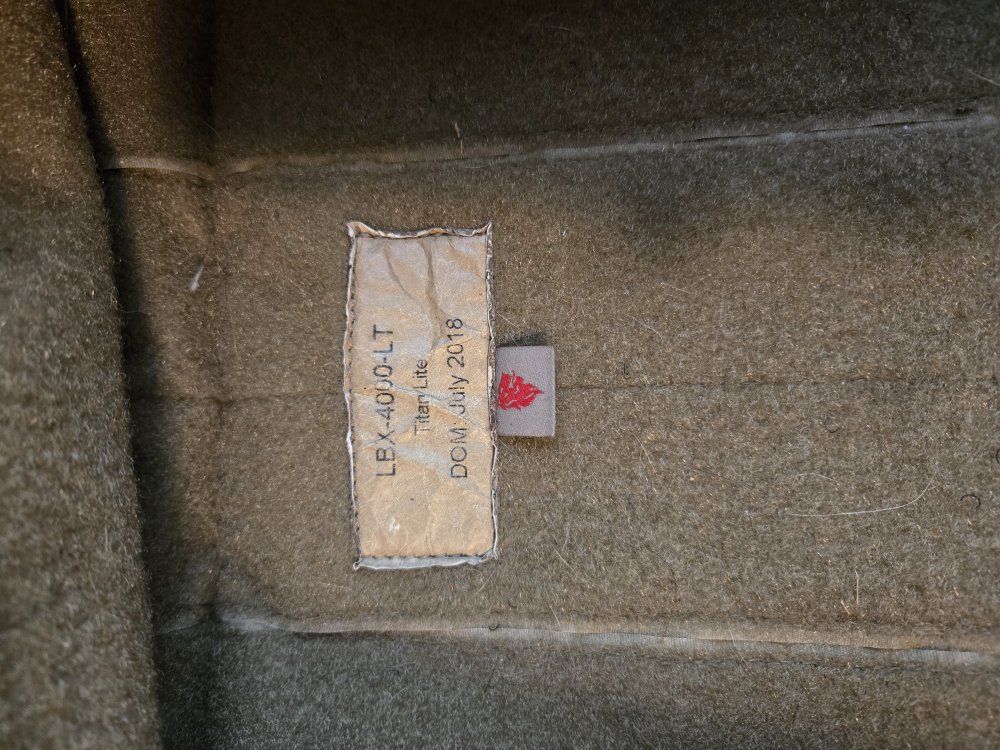 LBX-4000-LT
Titan Lite
DOM July 2018